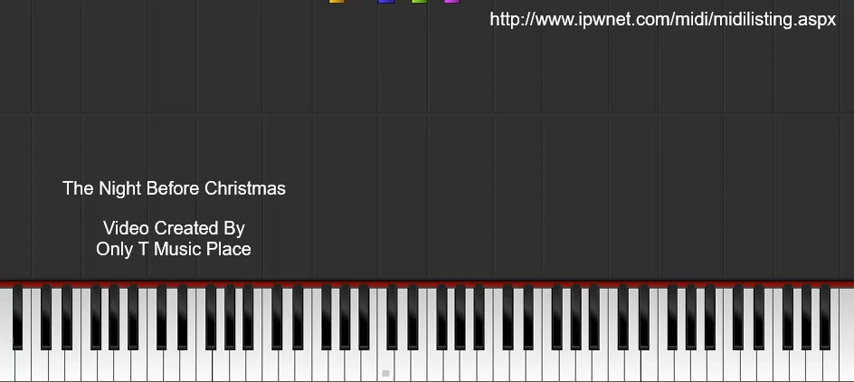 http://www.ipwnet.com/midi/midilisting.aspx
The Night Before Christmas
Video Created By
Only T Music Place